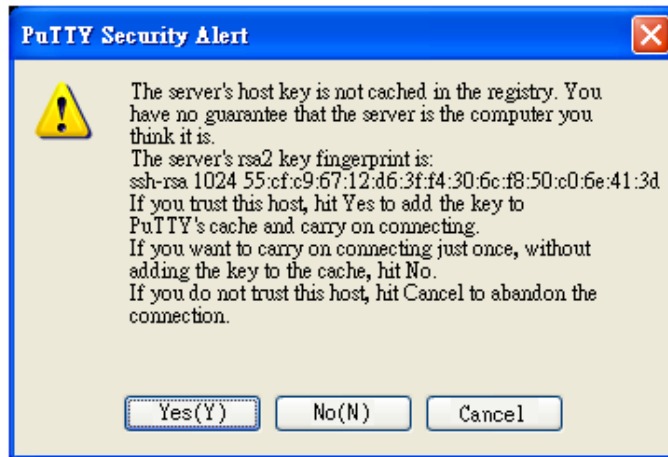 PuTTY Security Alert
The server's host key is not cached in the registry. You
have no guarantee that the server is the computer you
think it is.
The server's rsa2 key fingerprint is:
ssh-rsa 1024 55:cf:c9:67:12:d6:3f:f4:30:6c:f8:50:c0:6e:41:3d
If you trust this host, hit Yes to add the key to
PuTTY's cache and carry on connecting.
If you want to carry on connecting just once, without
adding the key to the cache, hit No.
If you do not trust this host, hit Cancel to abandon the
connection.
Yes(Y) No(N) Cancel